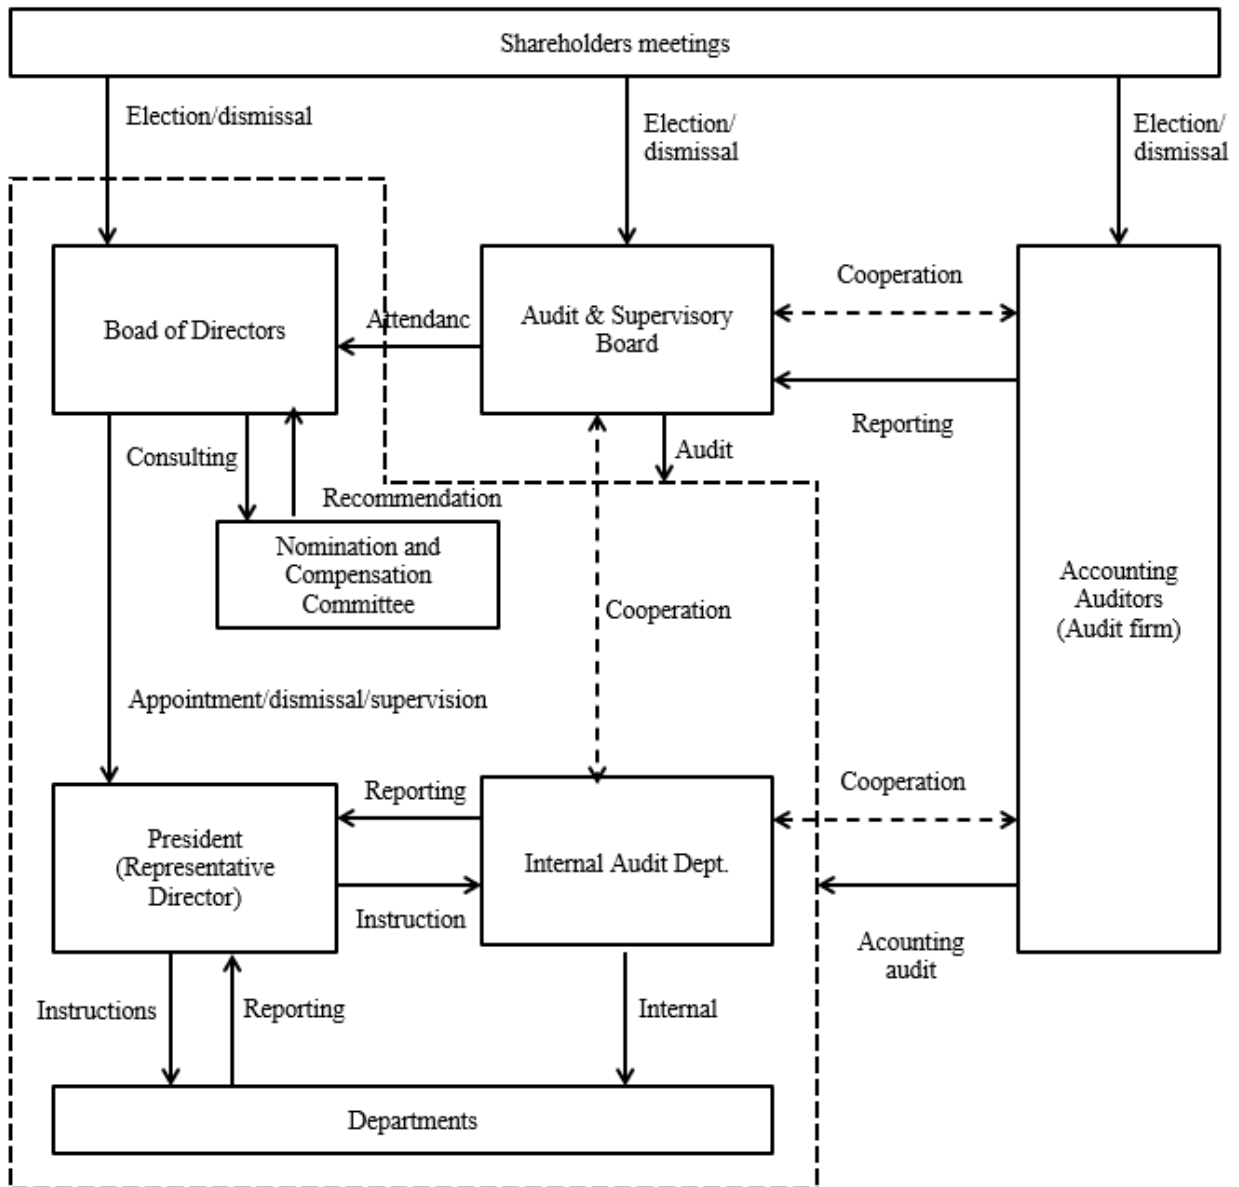 Shareholders meetings
Election/dismissal
Election/
dismissal
Election/
dismissal
Boad of Directors
Attendanc
Audit & Supervisory
Board
Cooperation
Reporting
Consulting
Audit
Recommendation
Nomination and
Compensation
Committee
Cooperation
Accounting
Auditors
(Audit firm)
Appointment/dismissal/supervision
Reporting
Cooperation
President
(Representative
Director)
Internal Audit Dept.
Instruction
Acounting
audit
Instructions
Reporting
Internal
Departments